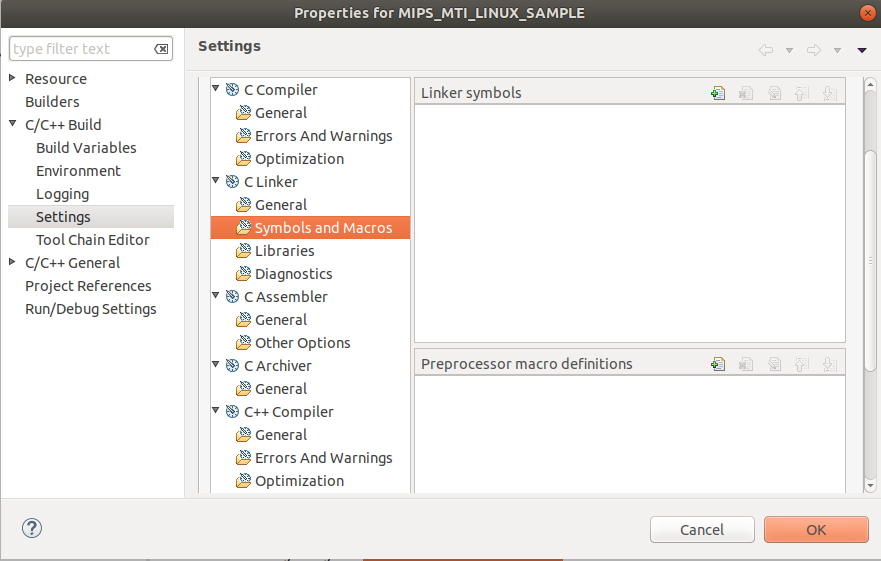 Properties for MIPS_MTI_LINUX_SAMPLE
type filter text
Resource
Builders
C/C++ Build
Build Variables
Environment
Logging
Settings
Tool Chain Editor
C/C++ General
Project References
Run/Debug Settings
Settings
C Compiler
General
Errors And Warnings
Optimization
C Linker
General
Symbols and Macros
Libraries
Diagnostics
C Assembler
General
Other Options
C Archiver
General
C++ Compiler
General
Errors And Warnings
Optimization
Linker symbols
Preprocessor macro definitions
?
Cancel
OK